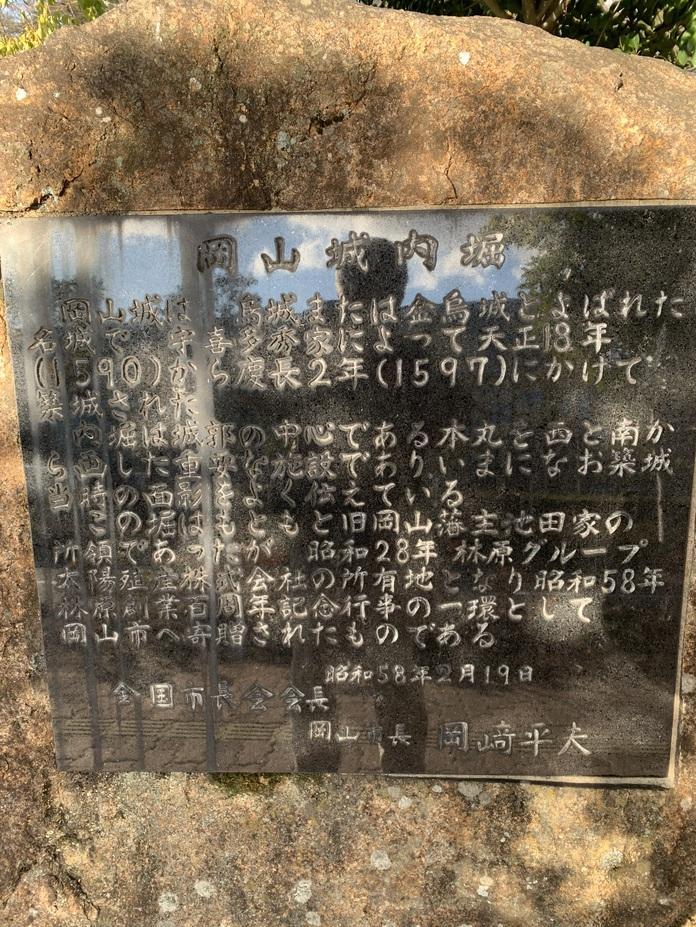 岡山城内堀
岡山城は 烏城または金烏城とよばれた
名城で宇喜多秀家によって天正18年
(1590)から慶長2年(1597)にかけて
築城された
内堀は城郭の中心である本丸を西と南か
ら画した重要な施設であり いまになお築城
当時の面影をよく伝えている
この堀はもと旧岡山藩主池田家の
所領であったが昭和28年 林原グループ
太陽殖産株式会社の所有地となり昭和58年
林原創業百周年の記念行事の一環として
岡山市へ寄贈されたものである
昭和58年2月19日
全国市長会会長
岡山市長 岡﨑平夫